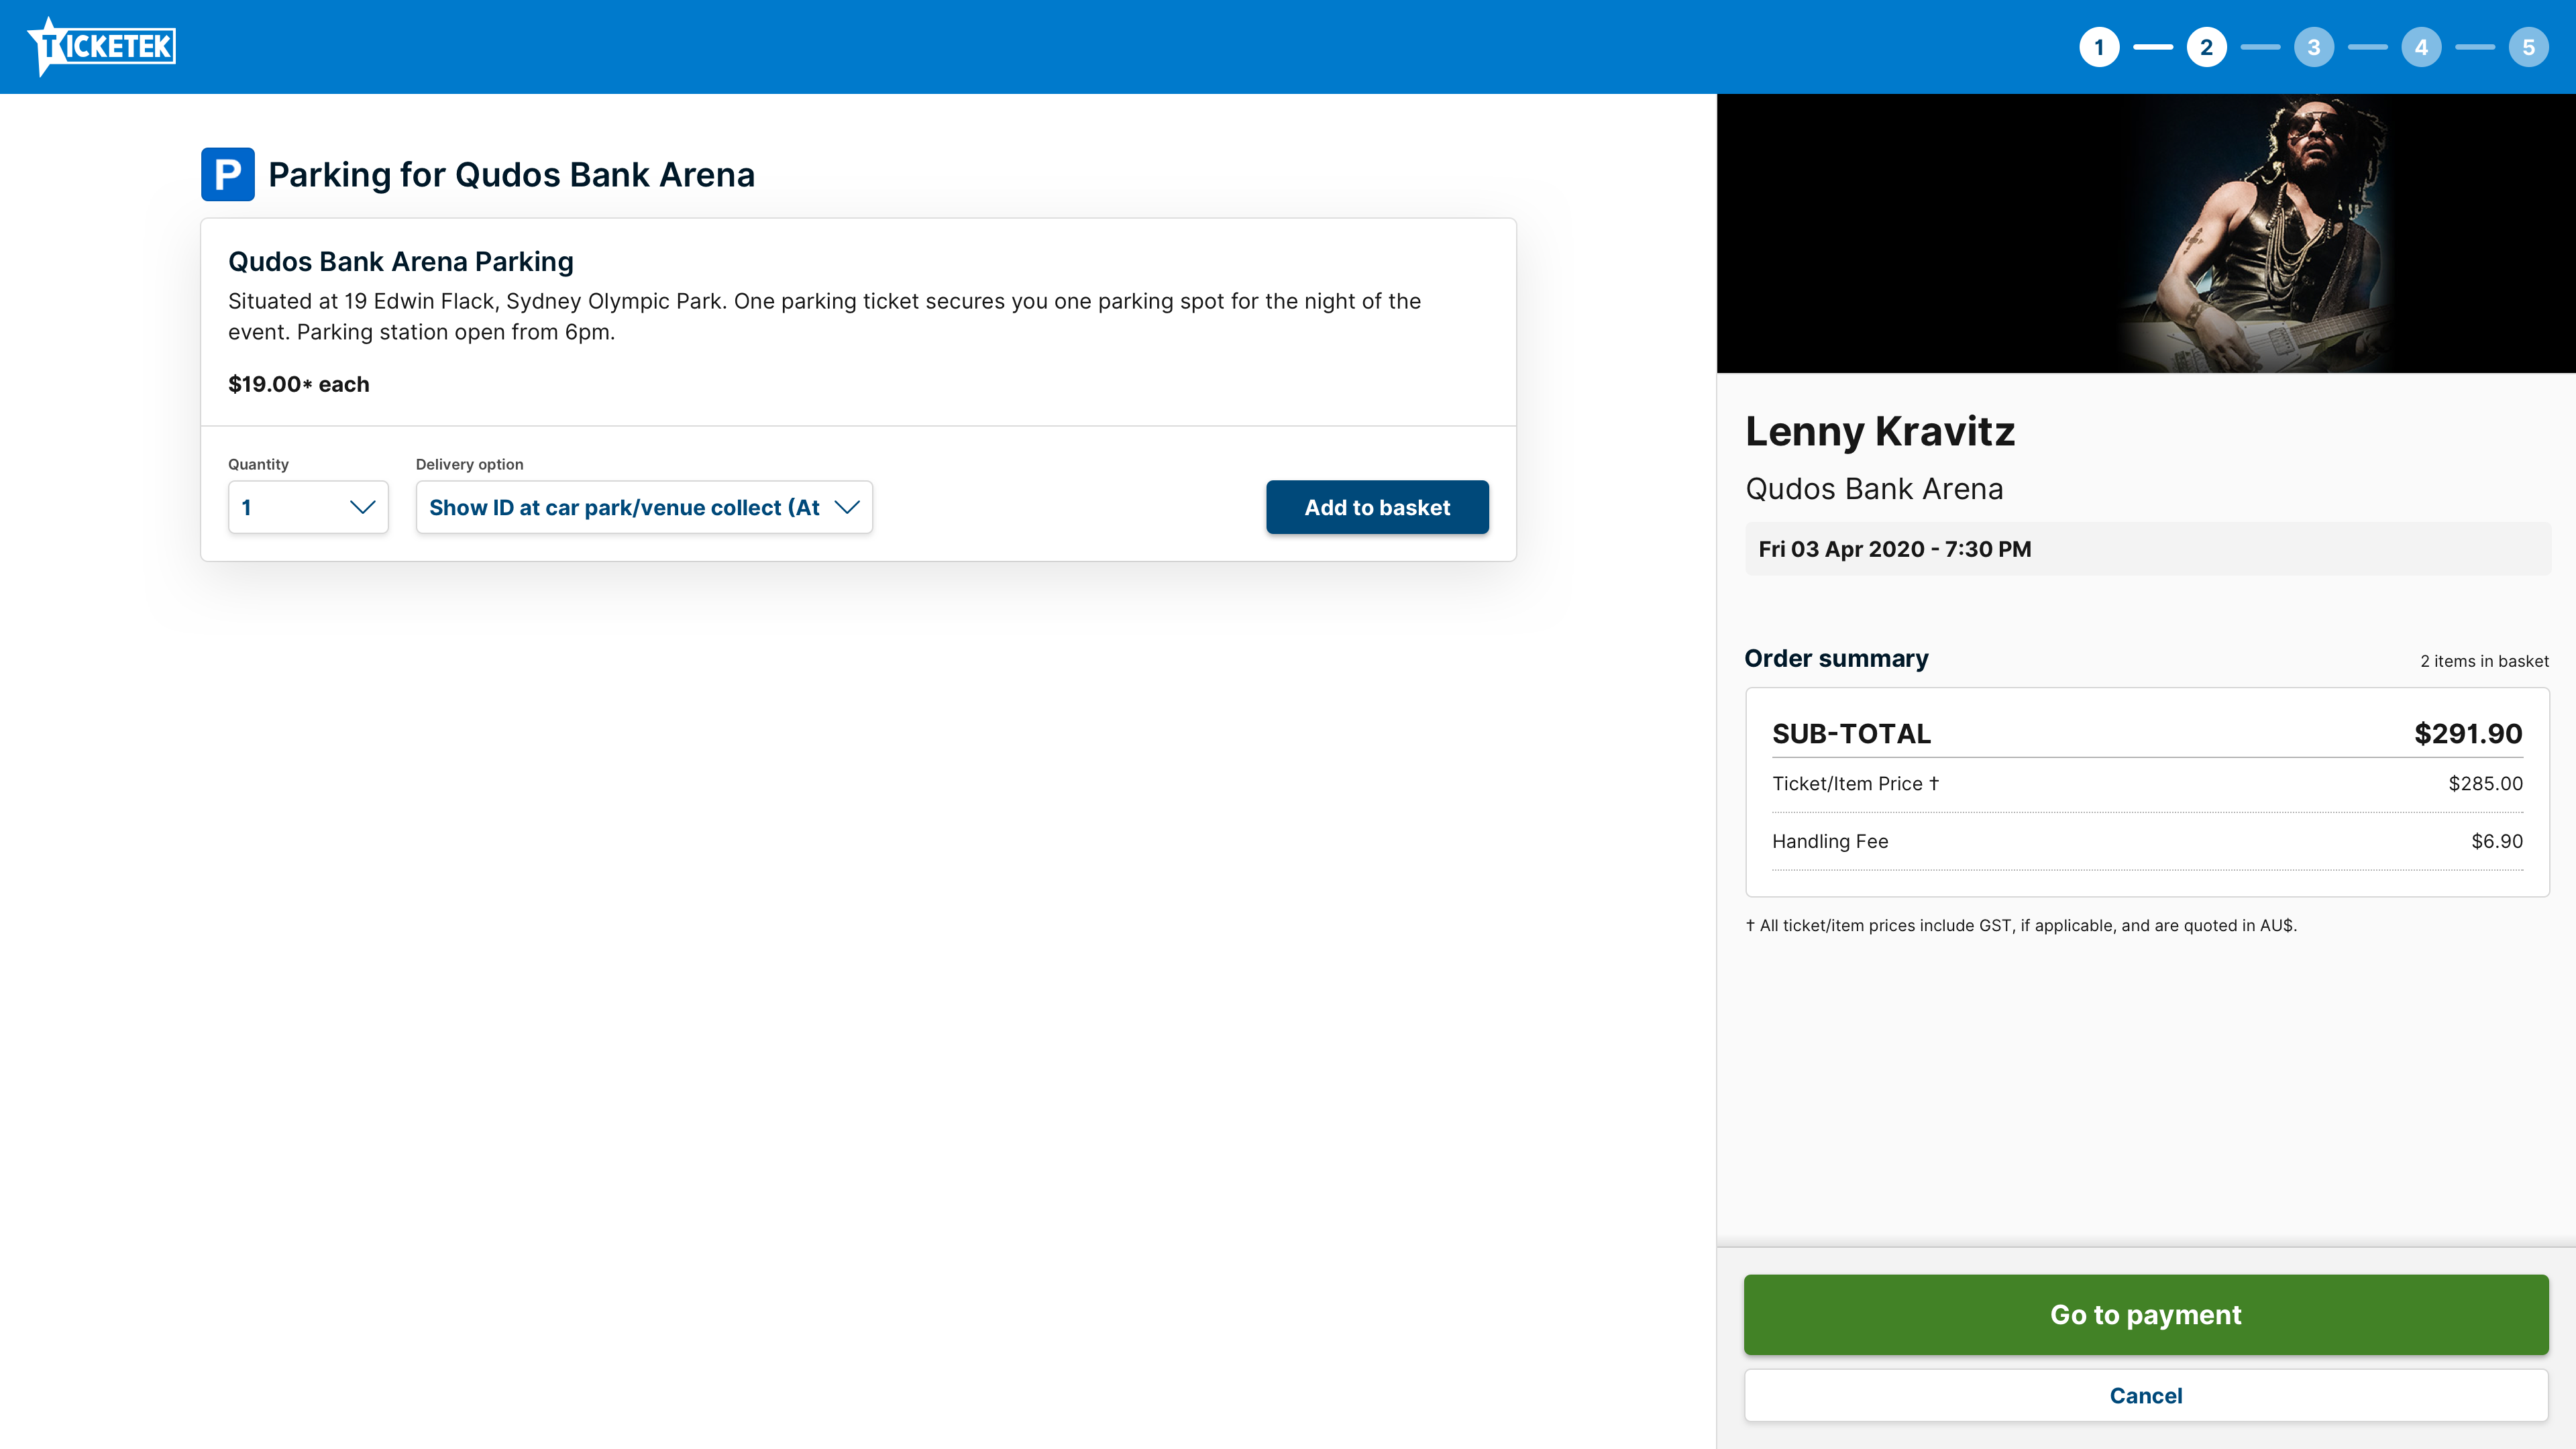 TICKETEK
1
2
3
4
5
P
Parking for Qudos Bank Arena
Qudos Bank Arena Parking
Situated at 19 Edwin Flack, Sydney Olympic Park. One parking ticket secures you one parking spot for the night of the
event. Parking station open from 6pm.
$19.00* each
Quantity
Delivery option
1
Show ID at car park/venue collect (At
Add to basket
Lenny Kravitz
Qudos Bank Arena
Fri 03 Apr 2020 - 7:30 PM
Order summary
2 items in basket
SUB-TOTAL
$291.90
Ticket/Item Price †
$285.00
Handling Fee
$6.90
† All ticket/item prices include GST, if applicable, and are quoted in AU$.
Go to payment
Cancel